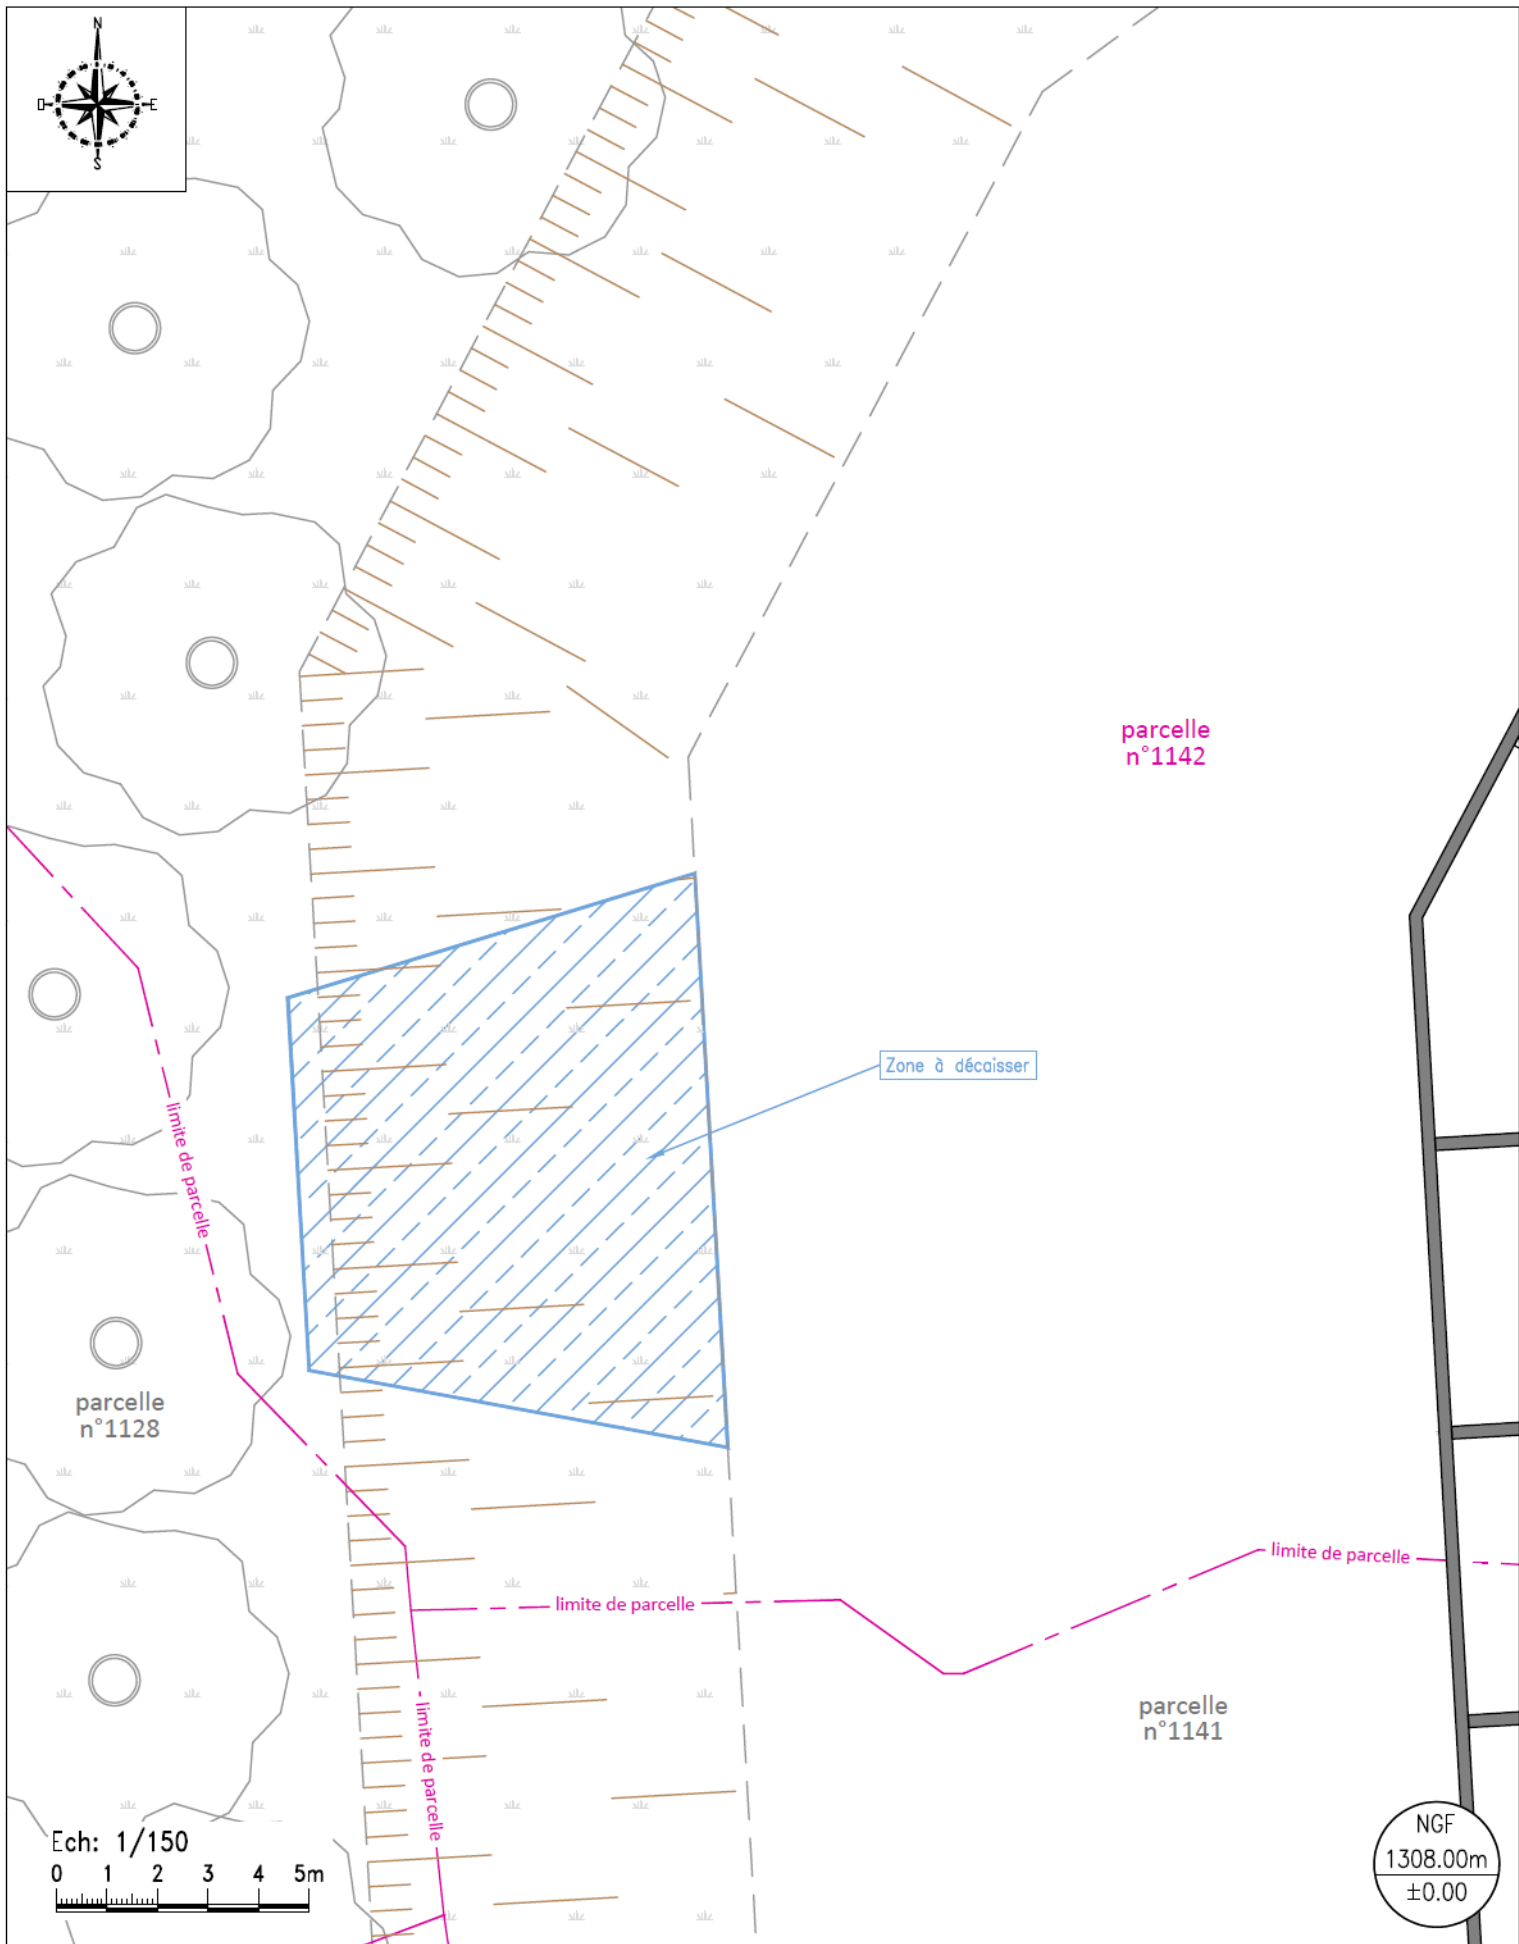 N
O
E
S
parcelle
n°1142
Zone à décaisser
limite de parcelle
parcelle
n°1128
limite de parcelle
limite de parcelle
parcelle
n°1141
limite de parcelle
Ech: 1/150
0 1 2 3 4 5m
NGF
1308.00m
±0.00